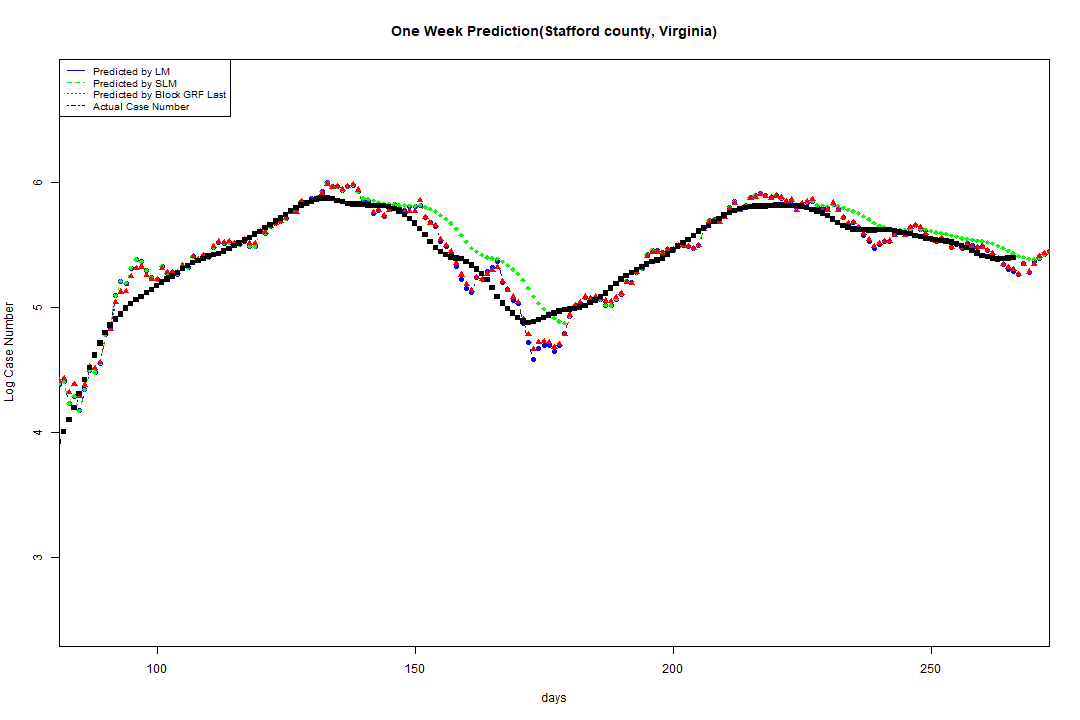 One Week Prediction(Stafford county, Virginia)
Predicted by LM
Predicted by SLM
Predicted by Block GRF Last
Actual Case Number
6
5
4
3
Log Case Number
100 150 200 250
days